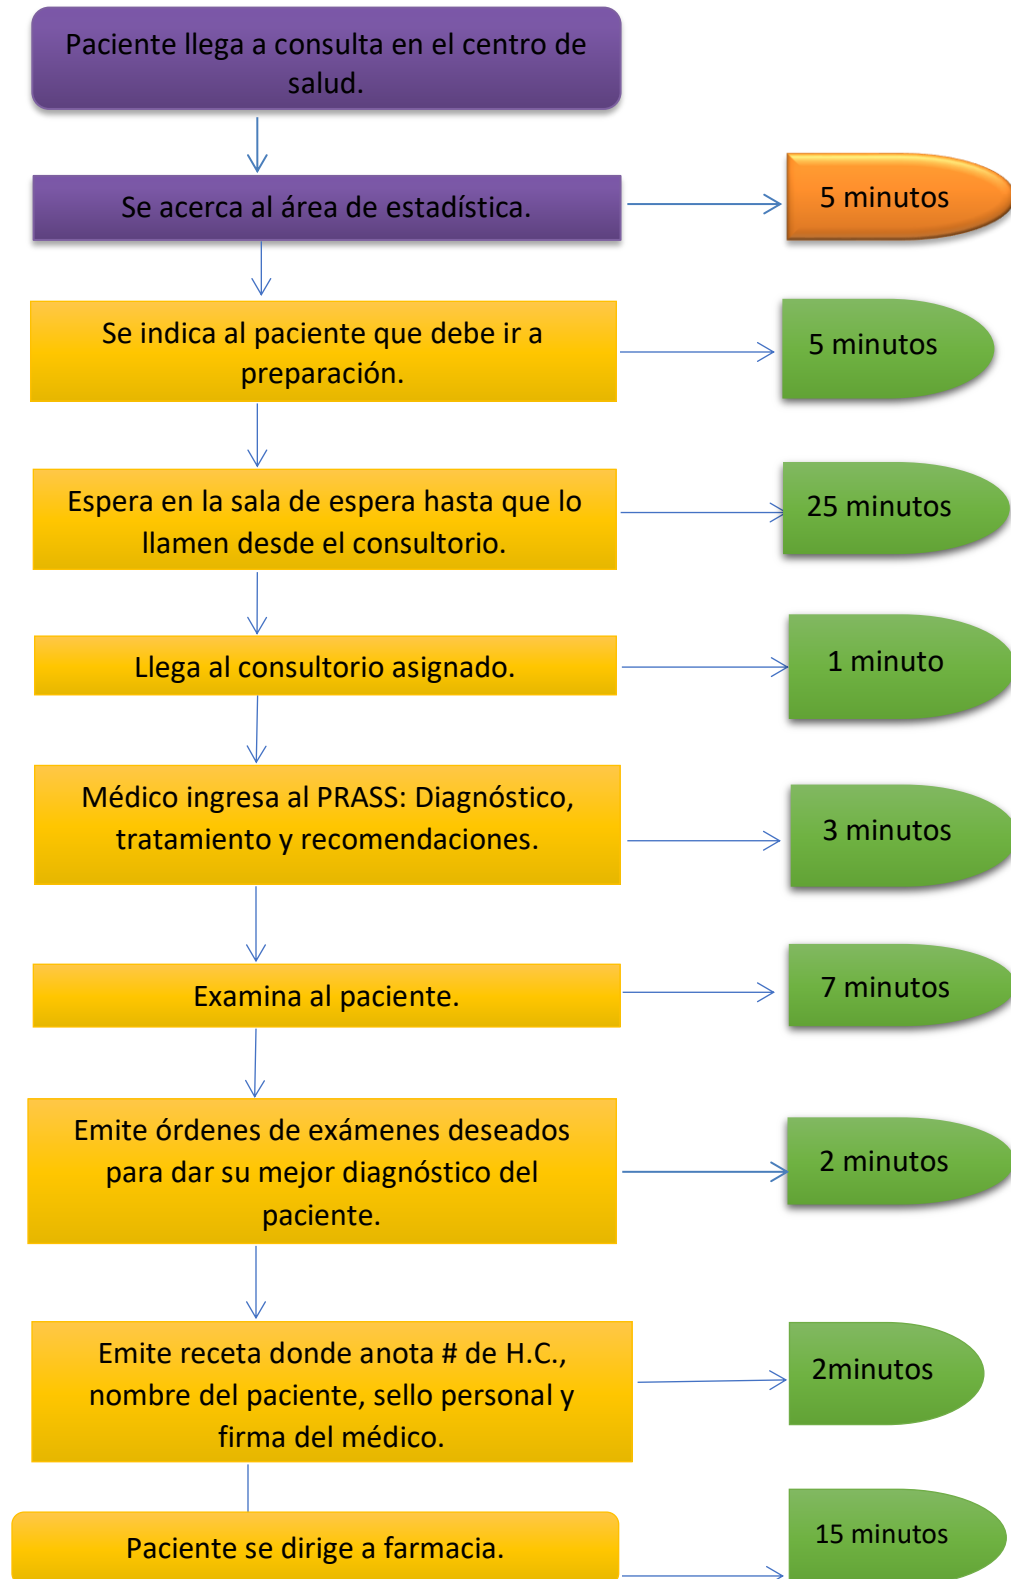 Paciente llega a consulta en el centro de
salud.
Se acerca al área de estadística.
5 minutos
Se indica al paciente que debe ir a
preparación.
5 minutos
Espera en la sala de espera hasta que lo
llamen desde el consultorio.
25 minutos
Llega al consultorio asignado.
1 minuto
Médico ingresa al PRASS: Diagnóstico,
tratamiento y recomendaciones.
3 minutos
Examina al paciente.
7 minutos
Emite órdenes de exámenes deseados
para dar su mejor diagnóstico del
paciente.
2 minutos
Emite receta donde anota # de H.C.,
nombre del paciente, sello personal y
firma del médico.
2minutos
Paciente se dirige a farmacia.
15 minutos